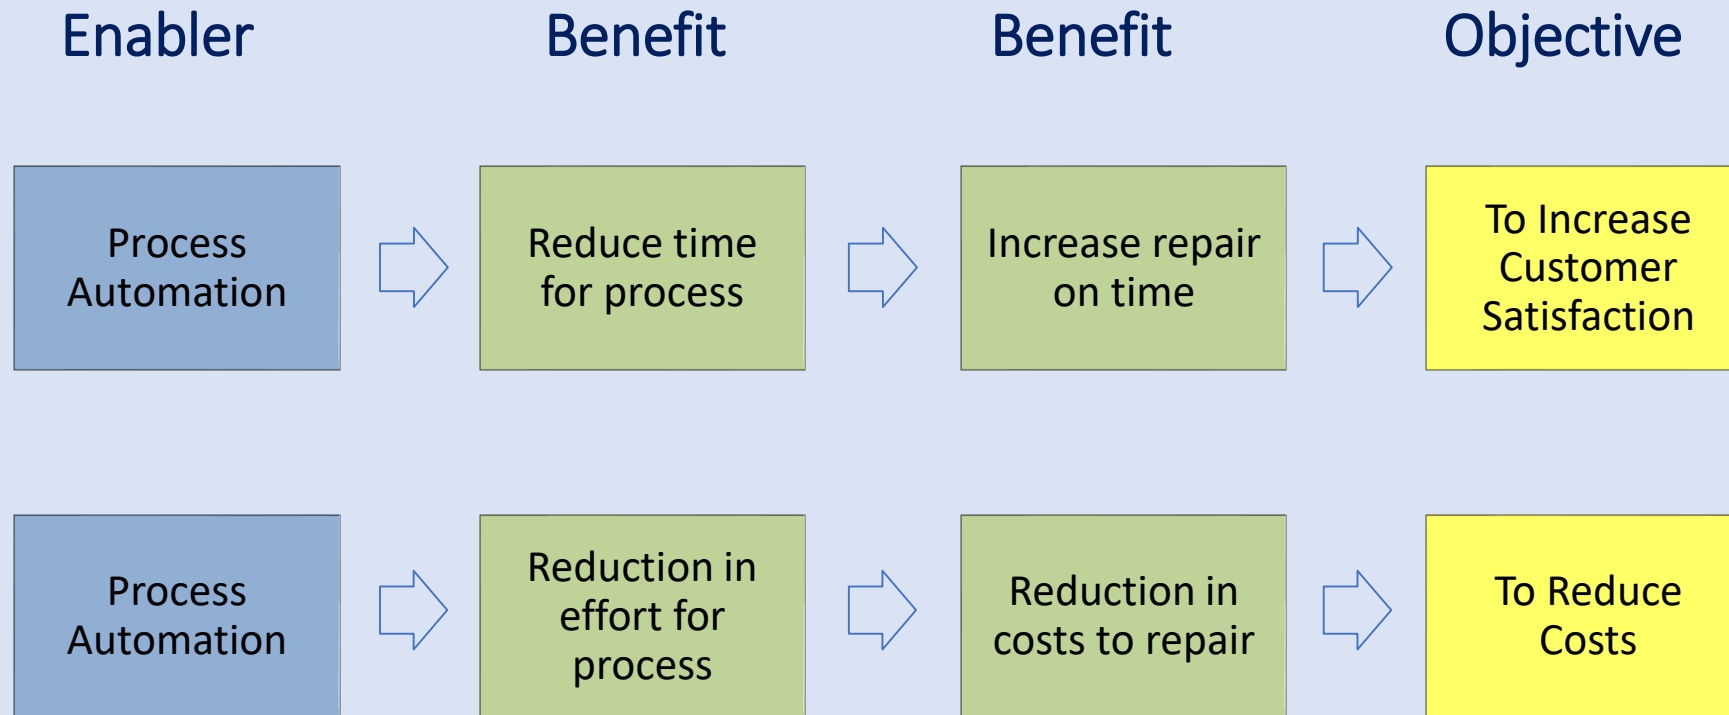 Enabler
Benefit
Benefit
Objective
Process
Automation
Reduce time
for process
Increase repair
on time
To Increase
Customer
Satisfaction
Process
Automation
Reduction in
effort for
process
Reduction in
costs to repair
To Reduce
Costs